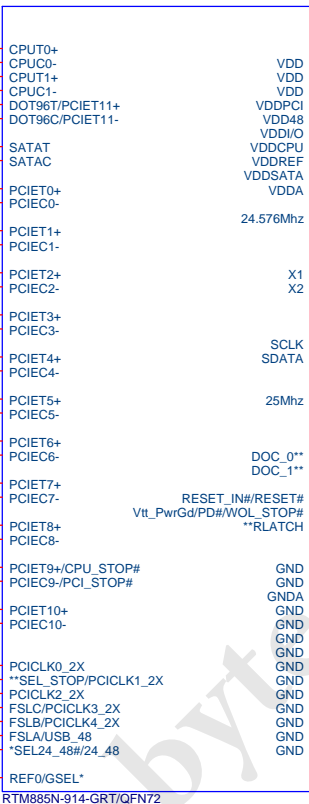 CPUT0+
CPUC0- VDD
CPUT1+ VDD
CPUC1- VDD
DOT96T/PCIET11+ VDDPCI
DOT96C/PCIET11- VDD48
VDDI/O
SATAT VDDCPU
SATAC VDDREF
VDDSATA
PCIET0+ VDDA
PCIEC0-
24.576Mhz
PCIET1+
PCIEC1-
PCIET2+ X1
PCIEC2- X2
PCIET3+
PCIEC3-
SCLK
PCIET4+ SDATA
PCIEC4-
PCIET5+ 25Mhz
PCIEC5-
PCIET6+
PCIEC6- DOC_0**
DOC_1**
PCIET7+
PCIEC7- RESET_IN#/RESET#
Vtt_PwrGd/PD#/WOL_STOP#
PCIET8+ **RLATCH
PCIEC8-
PCIET9+/CPU_STOP# GND
PCIEC9-/PCI_STOP# GND
GNDA
PCIET10+ GND
PCIEC10- GND
GND
GND
PCICLK0_2X GND
**SEL_STOP/PCICLK1_2X GND
PCICLK2_2X GND
FSLC/PCICLK3_2X GND
FSLB/PCICLK4_2X GND
FSLA/USB_48 GND
*SEL24_48#/24_48 GND
REF0/GSEL*
RTM885N-914-GRT/QFN72
byte